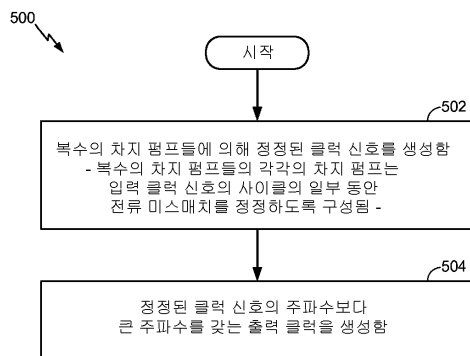 500
시작
502
복수의 차지 펌프들에 의해 정정된 클럭 신호를 생성함
- 복수의 차지 펌프들의 각각의 차지 펌프는
입력 클럭 신호의 사이클의 일부 동안
전류 미스매치를 정정하도록 구성됨 -
504
정정된 클럭 신호의 주파수보다
큰 주파수를 갖는 출력 클럭을 생성함